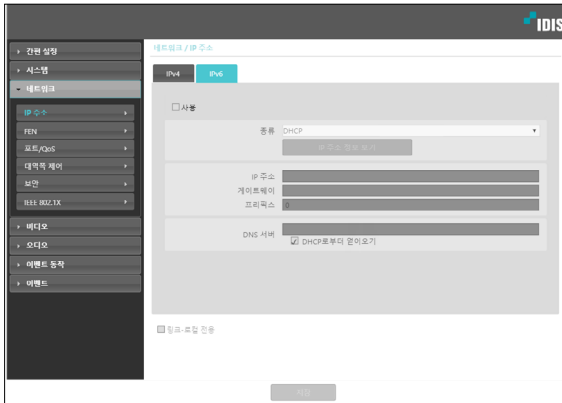 IDIS
간편 설정
네트워크 / IP 주소
시스템
IPv4 IPv6
네트워크
사용
IP 주소
종류 DHCP
FEN
IP 주소 정보 보기
포트/QoS
대역폭 제어
IP 주소
보안
게이트웨이
IEEE 802.1X
프리픽스 0
비디오
DNS 서버
DHCP로부터 얻어오기
오디오
이벤트 동작
이벤트
링크-로컬 전용
저장